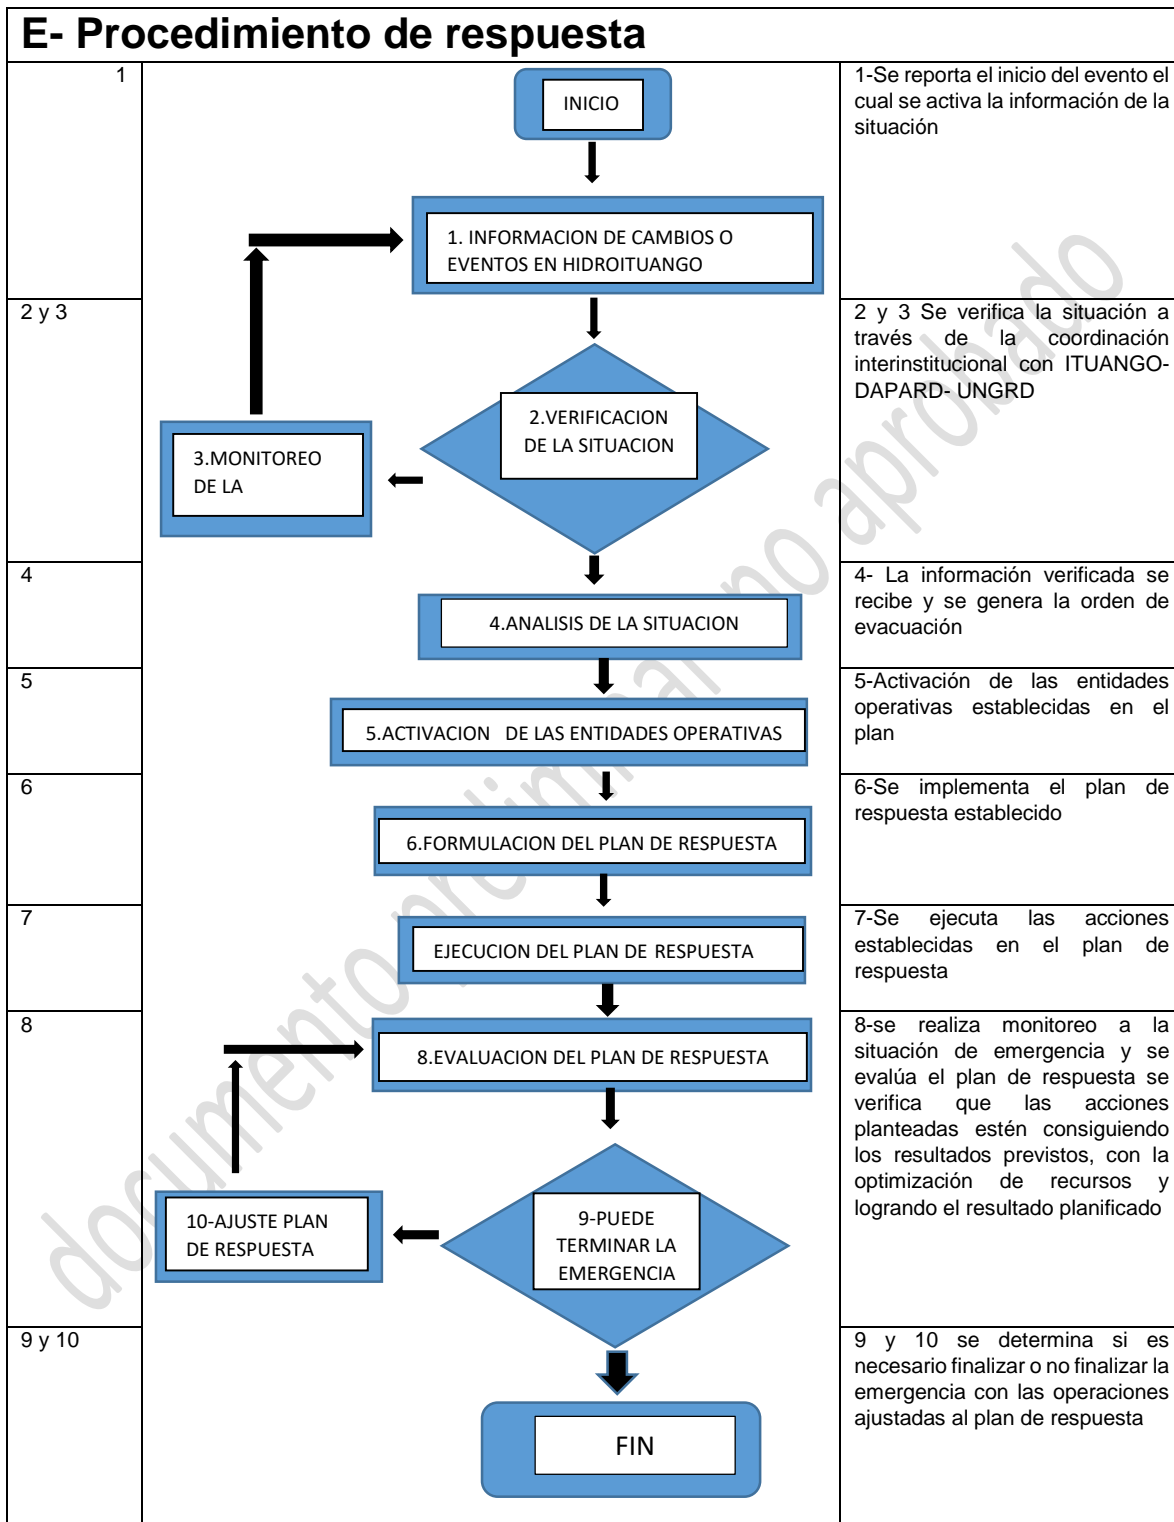 E- Procedimiento de respuesta
1
INICIO
1-Se reporta el inicio del evento el
cual se activa la información de la
situación
1. INFORMACION DE CAMBIOS O
EVENTOS EN HIDROITUANGO
2 y 3
2 y 3 Se verifica la situación a
través de la coordinación
interinstitucional con ITUANGO-
DAPARD- UNGRD
2.VERIFICACION
DE LA SITUACION
3.MONITOREO
DE LA
4
4.ANALISIS DE LA SITUACION
4- La información verificada se
recibe y se genera la orden de
evacuación
5
5.ACTIVACION DE LAS ENTIDADES OPERATIVAS
5-Activación de las entidades
operativas establecidas en el
plan
6
6.FORMULACION DEL PLAN DE RESPUESTA
6-Se implementa el plan de
respuesta establecido
7
EJECUCION DEL PLAN DE RESPUESTA
7-Se ejecuta las acciones
establecidas en el plan de
respuesta
8
8.EVALUACION DEL PLAN DE RESPUESTA
8-se realiza monitoreo a la
situación de emergencia y se
evalúa el plan de respuesta se
verifica que las acciones
planteadas estén consiguiendo
los resultados previstos, con la
optimización de recursos y
logrando el resultado planificado
10-AJUSTE PLAN
DE RESPUESTA
9-PUEDE
TERMINAR LA
EMERGENCIA
9 y 10
9 y 10 se determina si es
necesario finalizar o no finalizar la
emergencia con las operaciones
ajustadas al plan de respuesta
FIN
documento preliminar no aprobado